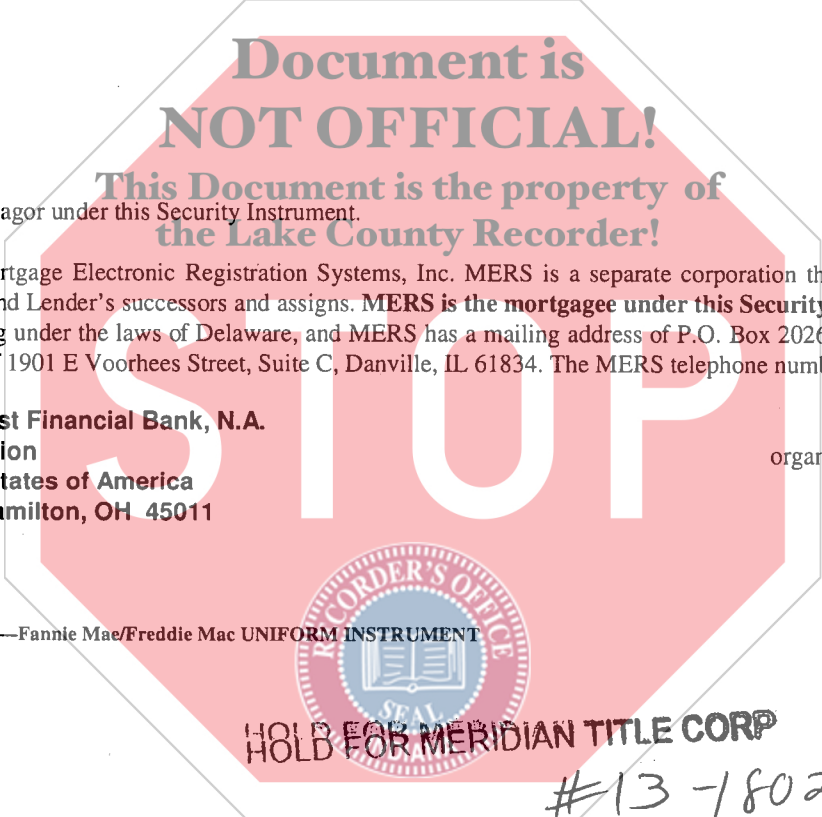 Document is
NOT OFFICIAL!
This Document is the property of
agor under this Security Instrument.
the Lake County Recorder!
rtgage Electronic Registration Systems, Inc. MERS is a separate corporation th
nd Lender's successors and assigns. MERS is the mortgagee under this Security
g under the laws of Delaware, and MERS has a mailing address of P.O. Box 2026
1901 E Voorhees Street, Suite C, Danville, IL 61834. The MERS telephone numb
STOP
st Financial Bank, N.A.
ion
organ
tates of America
amilton, OH 45011
RECORDER'S OFFICE
—Fannie Mae/Freddie Mac UNIFORM INSTRUMENT
SEAL
HOLD FOR MERIDIAN TITLE CORP
#13-1802